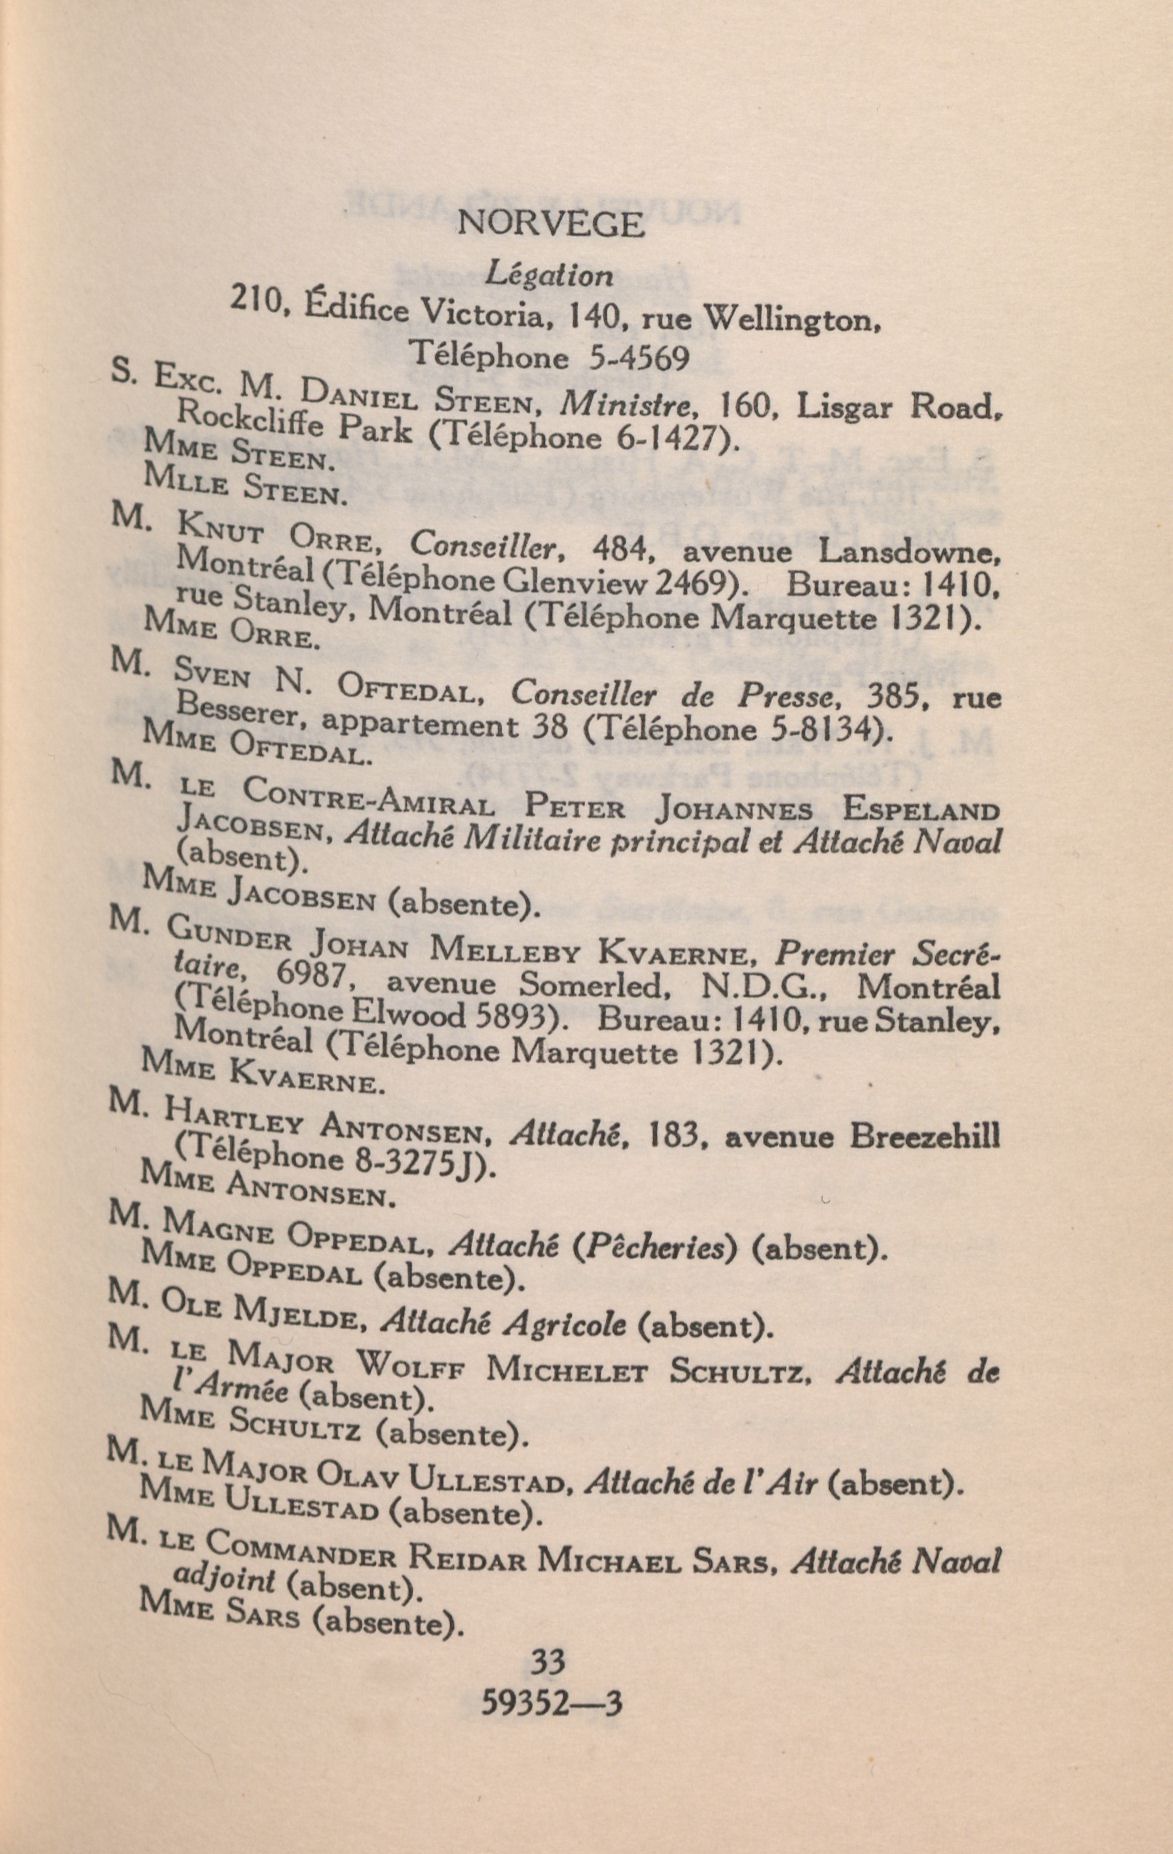 NORVEGE
Légation
210, Édifice Victoria, 140, rue Wellington,
Téléphone 5-4569
S. Exc. M. Daniel Steen, Ministre, 160, Lisgar Road,
Rockcliffe Park (Téléphone 6-1427).
Mme Steen.
Mlle Steen.
M. Knut Orre, Conseiller, 484, avenue Lansdowne,
Montréal (Téléphone Glenview 2469). Bureau: 1410,
rue Stanley, Montréal (Téléphone Marquette 1321).
Mme Orre.
M. Sven N. Oftedal, Conseiller de Presse, 385, rue
Besserer, appartement 38 (Téléphone 5-8134).
Mme Oftedal.
M. le Contre-Amiral Peter Johannes Espeland
Jacobsen, Attaché Militaire principal et Attaché Naval
(absent).
Mme Jacobsen (absente).
M. Gunder Johan Melleby Kvaerne, Premier Secré-
taire, 6987, avenue Somerled, N.D.G., Montréal
(Téléphone Elwood 5893). Bureau: 1410, rue Stanley,
Montréal (Téléphone Marquette 1321).
Mme Kvaerne.
M. Hartley Antonsen, Attaché, 183, avenue Breezehill
(Téléphone 8-3275J).
Mme Antonsen.
M. Magne Oppedal, Attaché (Pêcheries) (absent).
Mme Oppedal (absente).
M. Ole Mjelde, Attaché Agricole (absent).
M. le Major Wolff Michelet Schultz, Attaché de
l'Armée (absent).
Mme Schultz (absente).
M. le Major Olav Ullestad, Attaché de l'Air (absent).
Mme Ullestad (absente).
M. le Commander Reidar Michael Sars, Attaché Naval
adjoint (absent).
Mme Sars (absente).
33
59352—3